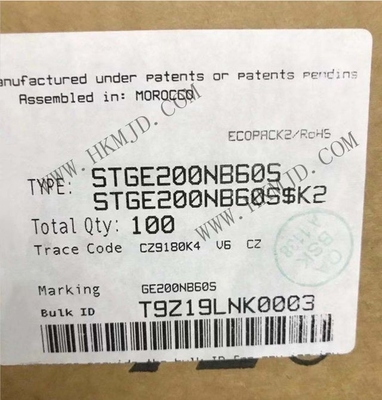 anufactured under patents or patents pending
Assembled in: MOROCCO
ECOPACK2/RoHS
TYPE: STGE200NB60S
STGE200NB60S$K2
Total Qty: 100
Trace Code CZ9180K4 V6 CZ
Marking GE200NB60S
Bulk ID T9Z19LNK0003
WWW.HKMJD.COM
WWW.HKMJD.COM